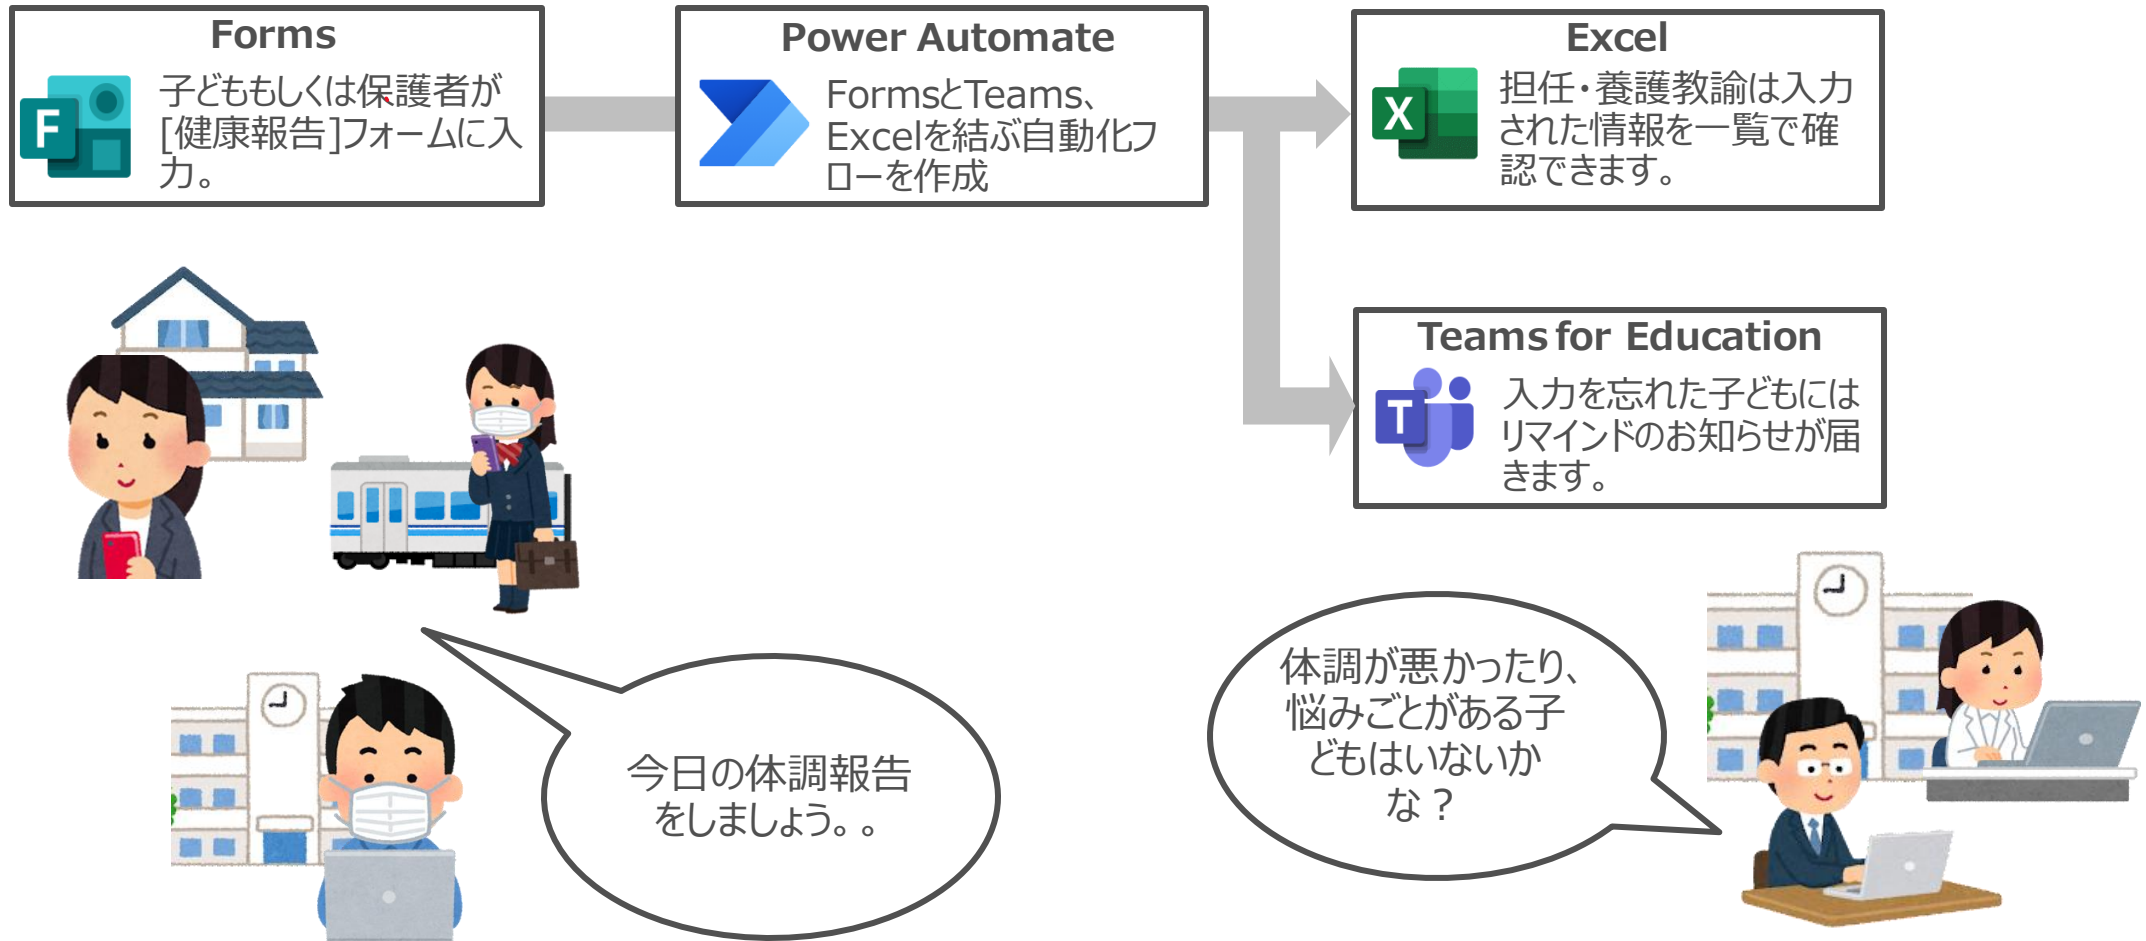 Forms
子どももしくは保護者が
[健康報告]フォームに入
力。
F
Power Automate
FormsとTeams、
Excelを結ぶ自動化フ
ローを作成
Excel
担任・養護教諭は入力
された情報を一覧で確
認できます。
X
Teams for Education
入力を忘れた子どもには
リマインドのお知らせが届
きます。
T
今日の体調報告
をしましょう。。
体調が悪かったり、
悩みごとがある子
どもはいないか
な？